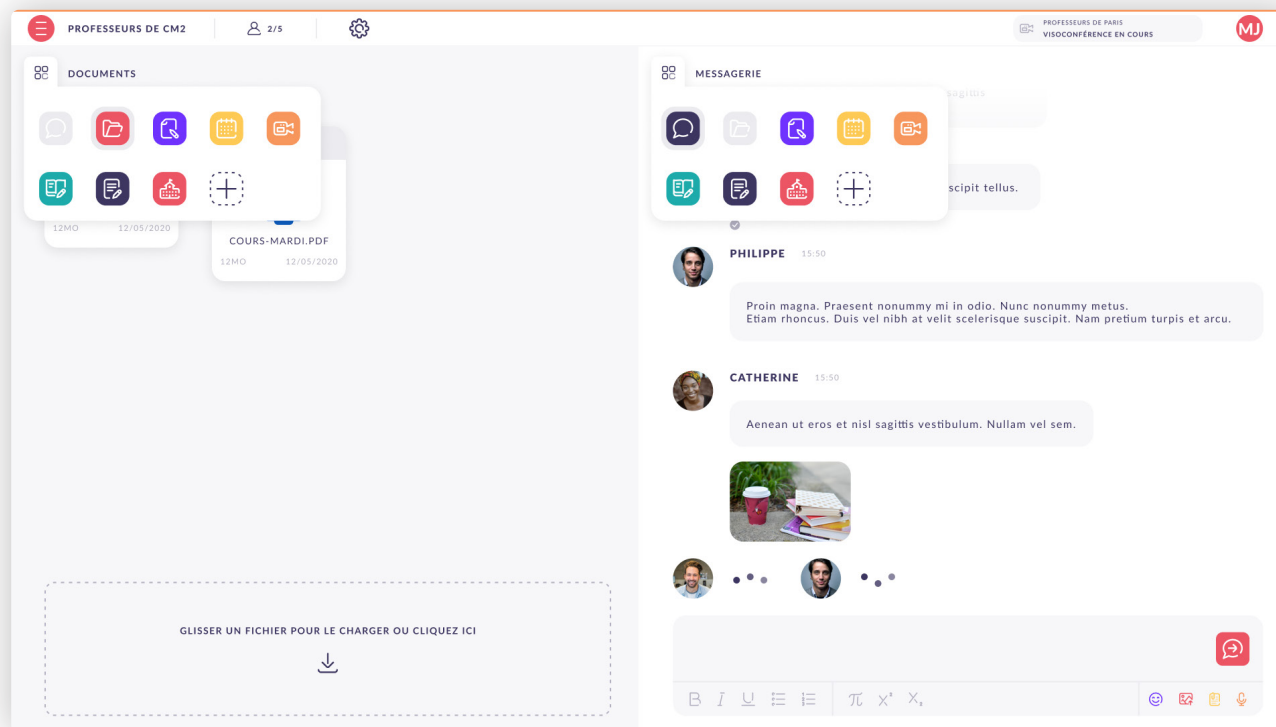 PROFESSEURS DE CM2
2/5
PROFESSEURS DE PARIS
VISOCONFÉRENCE EN COURS
MJ
DOCUMENTS
12MO 12/05/2020
COURS-MARDI.PDF
12MO 12/05/2020
GLISSER UN FICHIER POUR LE CHARGER OU CLIQUEZ ICI
MESSAGERIE
sagittis
scipit tellus.
PHILIPPE 15:50
Proin magna. Praesent nonummy mi in odio. Nunc nonummy metus.
Etiam rhoncus. Duis vel nibh at velit scelerisque suscipit. Nam pretium turpis et arcu.
CATHERINE 15:50
Aenean ut eros et nisl sagittis vestibulum. Nullam vel sem.
B I U π X² X₂